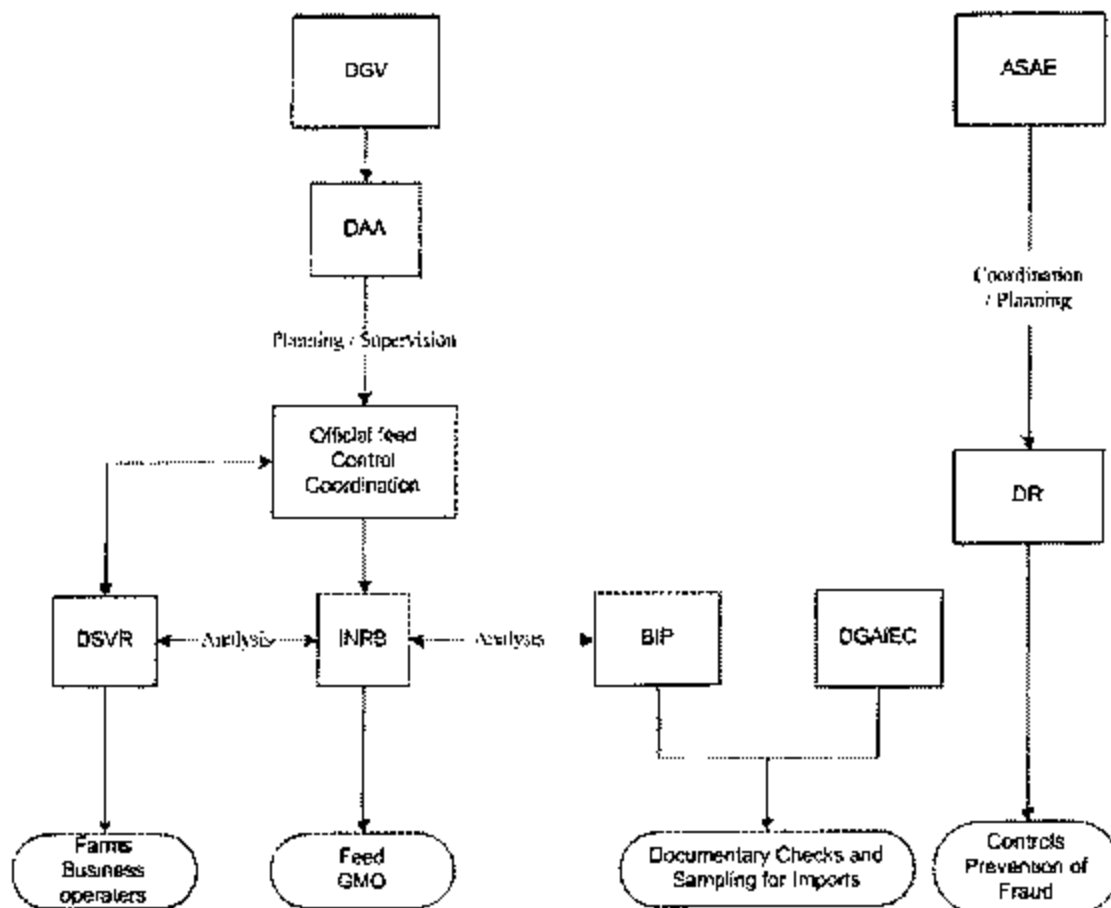 DGV
ASAE
DAA
Coordination
/ Planning
Planning / Supervision
Official feed
Control
Coordination
DR
DSVR
Analysis
INRB
Analysis
BIP
DGAIEC
Farms
Business
operaters
Feed
GMO
Documentary Checks and
Sampling for Imports
Controls
Prevention of
Fraud